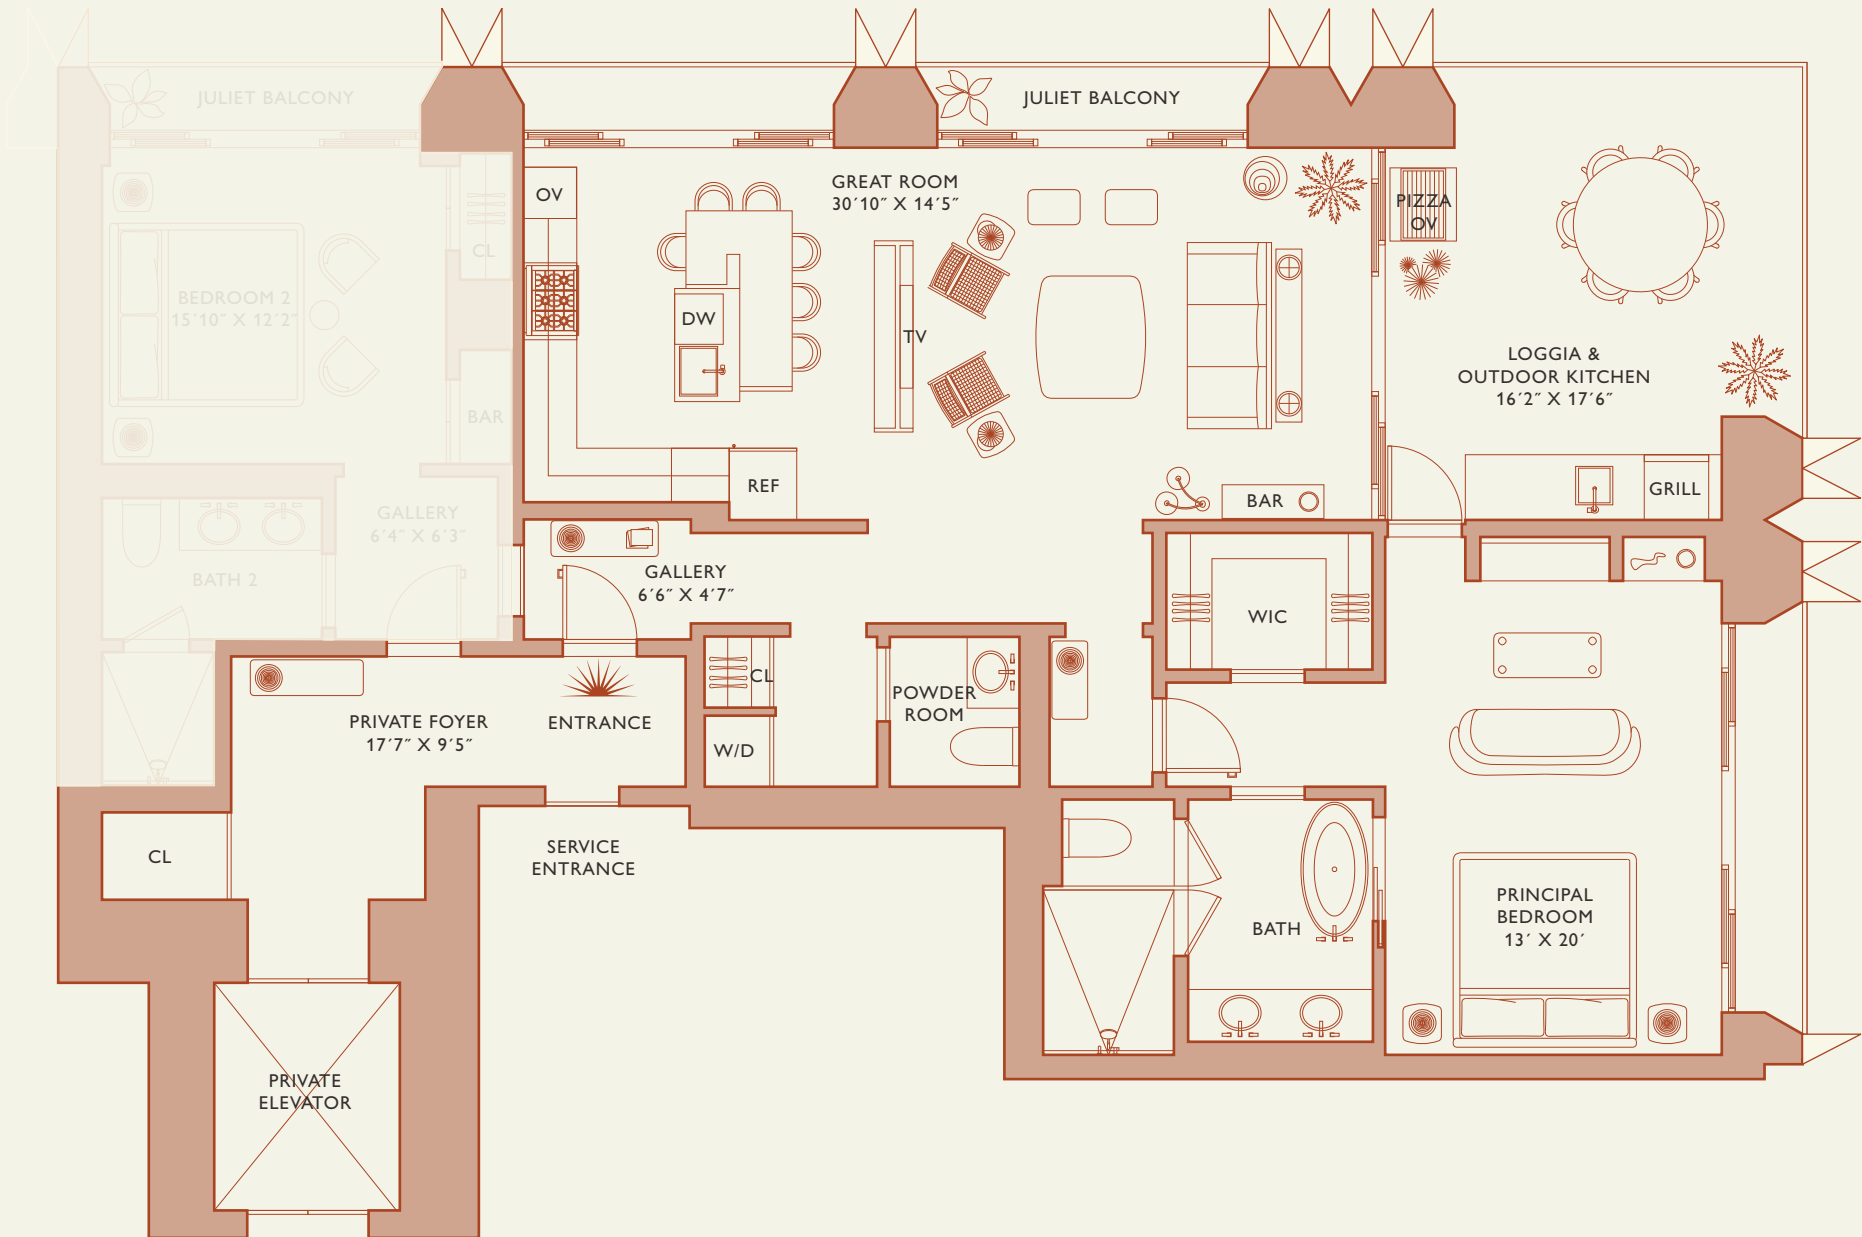 JULIET BALCONY
JULIET BALCONY
OV
GREAT ROOM
30´10˝ X 14´5˝
PIZZA
OV
CL
BEDROOM 2
15´10˝ X 12´2˝
DW
TV
LOGGIA &
OUTDOOR KITCHEN
16´2˝ X 17´6˝
BAR
REF
BAR
GRILL
GALLERY
6´4˝ X 6´3˝
BATH 2
GALLERY
6´6˝ X 4´7˝
WIC
CL
POWDER
ROOM
PRIVATE FOYER
17´7˝ X 9´5˝
ENTRANCE
W/D
CL
SERVICE
ENTRANCE
BATH
PRINCIPAL
BEDROOM
13´ X 20´
PRIVATE
ELEVATOR